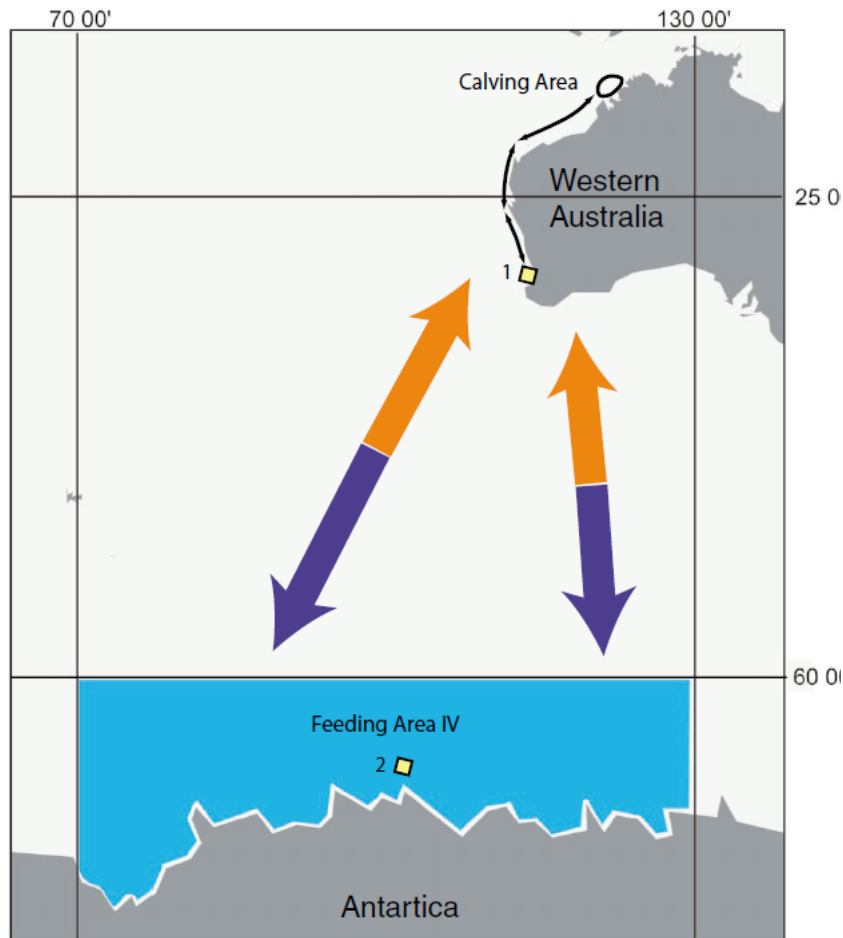 70 00'
130 00'
Calving Area
Western
Australia
25 00
1
60 00
Feeding Area IV
2
Antartica